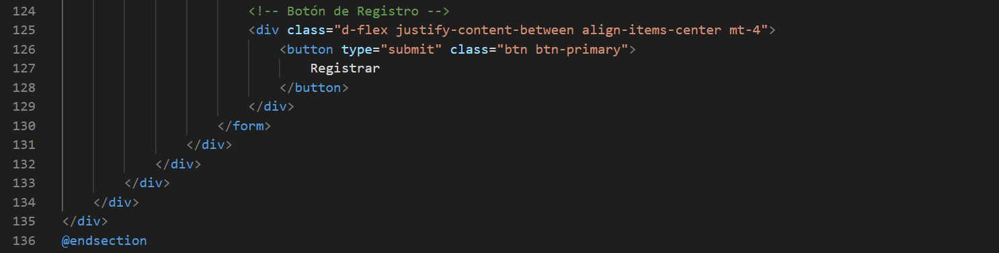 124                            <!-- Botón de Registro -->
125                            <div class="d-flex justify-content-between align-items-center mt-4">
126                                <button type="submit" class="btn btn-primary">
127                                    Registrar
128                                </button>
129                            </div>
130                        </form>
131                    </div>
132                </div>
133            </div>
134        </div>
135    </div>
136    @endsection